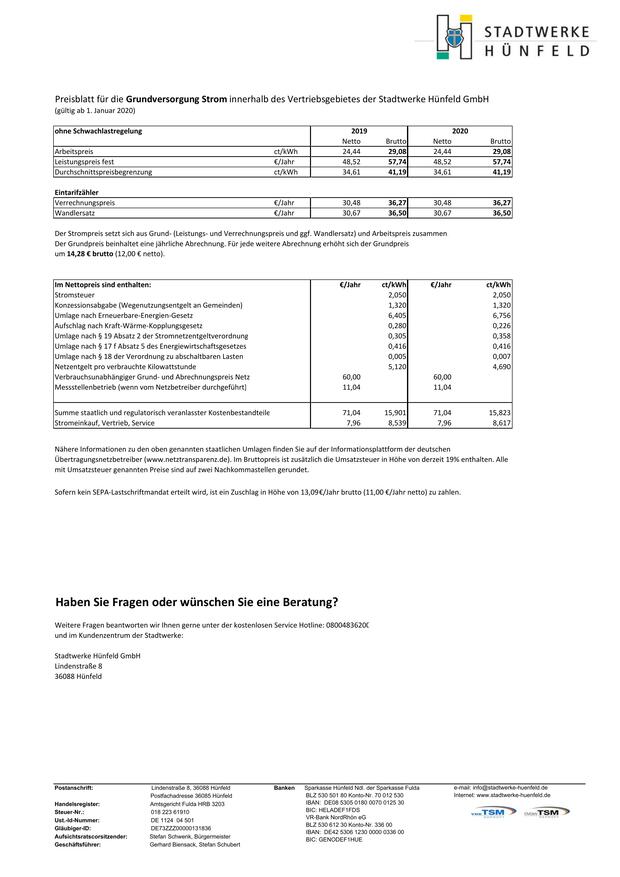 STADTWERKE
HÜNFELD
Preisblatt für die Grundversorgung Strom innerhalb des Vertriebsgebietes der Stadtwerke Hünfeld GmbH
(gültig ab 1. Januar 2020)
ohne Schwachlastregelung 2019 2020
Netto Brutto Netto Brutto
Arbeitspreis ct/kWh 24,44 29,08 24,44 29,08
Leistungspreis fest €/Jahr 48,52 57,74 48,52 57,74
Durchschnittspreisbegrenzung ct/kWh 34,61 41,19 34,61 41,19
Eintarifzähler
Verrechnungspreis €/Jahr 30,48 36,27 30,48 36,27
Wandlersatz €/Jahr 30,67 36,50 30,67 36,50
Der Strompreis setzt sich aus Grund- (Leistungs- und Verrechnungspreis und ggf. Wandlersatz) und Arbeitspreis zusammen
Der Grundpreis beinhaltet eine jährliche Abrechnung. Für jede weitere Abrechnung erhöht sich der Grundpreis
um 14,28 € brutto (12,00 € netto).
Im Nettopreis sind enthalten: €/Jahr ct/kWh €/Jahr ct/kWh
Stromsteuer 2,050 2,050
Konzessionsabgabe (Wegenutzungsentgelt an Gemeinden) 1,320 1,320
Umlage nach Erneuerbare-Energien-Gesetz 6,405 6,756
Aufschlag nach Kraft-Wärme-Kopplungsgesetz 0,280 0,226
Umlage nach § 19 Absatz 2 der Stromnetzentgeltverordnung 0,305 0,358
Umlage nach § 17 f Absatz 5 des Energiewirtschaftsgesetzes 0,416 0,416
Umlage nach § 18 der Verordnung zu abschaltbaren Lasten 0,005 0,007
Netzentgelt pro verbrauchte Kilowattstunde 5,120 4,690
Verbrauchsunabhängiger Grund- und Abrechnungspreis Netz 60,00 60,00
Messstellenbetrieb (wenn vom Netzbetreiber durchgeführt) 11,04 11,04
Summe staatlich und regulatorisch veranlasster Kostenbestandteile 71,04 15,901 71,04 15,823
Stromeinkauf, Vertrieb, Service 7,96 8,539 7,96 8,617
Nähere Informationen zu den oben genannten staatlichen Umlagen finden Sie auf der Informationsplattform der deutschen
Übertragungsnetzbetreiber (www.netztransparenz.de). Im Bruttopreis ist zusätzlich die Umsatzsteuer in Höhe von derzeit 19% enthalten. Alle
mit Umsatzsteuer genannten Preise sind auf zwei Nachkommastellen gerundet.
Sofern kein SEPA-Lastschriftmandat erteilt wird, ist ein Zuschlag in Höhe von 13,09€/Jahr brutto (11,00 €/Jahr netto) zu zahlen.
Haben Sie Fragen oder wünschen Sie eine Beratung?
Weitere Fragen beantworten wir Ihnen gerne unter der kostenlosen Service Hotline: 08004836200
und im Kundenzentrum der Stadtwerke:
Stadtwerke Hünfeld GmbH
Lindenstraße 8
36088 Hünfeld
Postanschrift: Lindenstraße 8, 36088 Hünfeld
Postfachadresse 36085 Hünfeld
Handelsregister: Amtsgericht Fulda HRB 3203
Steuer-Nr.: 018 223 61910
Ust.-Id-Nummer: DE 1124 04 501
Gläubiger-ID: DE73ZZZ00000131836
Aufsichtsratsvorsitzender: Stefan Schwenk, Bürgermeister
Geschäftsführer: Gerhard Biensack, Stefan Schubert
Banken Sparkasse Hünfeld Ndl. der Sparkasse Fulda
BLZ 530 501 80 Konto-Nr. 70 012 530
IBAN: DE08 5305 0180 0070 0125 30
BIC: HELADEF1FDS
VR-Bank NordRhön eG
BLZ 530 612 30 Konto-Nr. 336 00
IBAN: DE42 5306 1230 0000 0336 00
BIC: GENODEF1HUE
e-mail: info@stadtwerke-huenfeld.de
Internet: www.stadtwerke-huenfeld.de
TSM
TSM